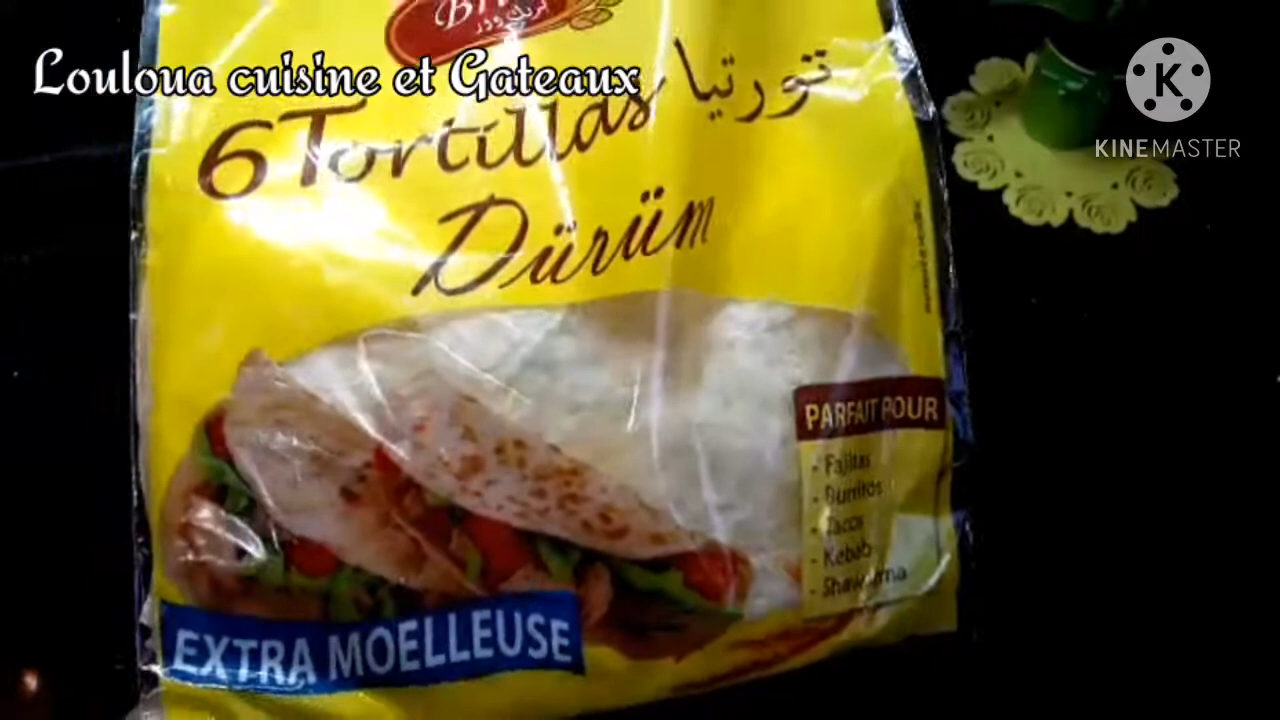 Louloua cuisine et Gateaux
KINEMASTER
6 Tortillas تورتيا
Dürüm
PARFAIT POUR
- Fajitas
- Burritos
- Tacos
- Kebab
- Shawarma
EXTRA MOELLEUSE